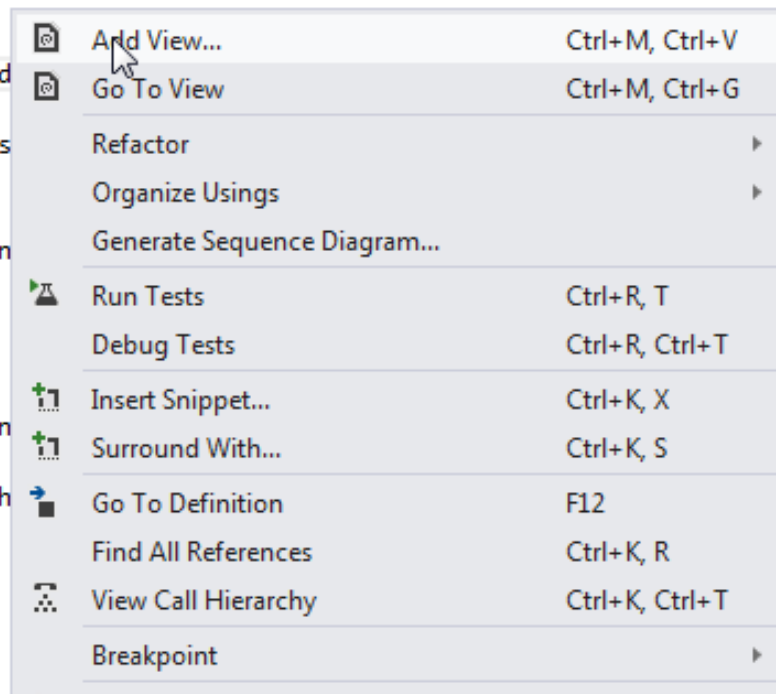 Add View... Ctrl+M, Ctrl+V
d
Go To View Ctrl+M, Ctrl+G
s Refactor
Organize Usings
n Generate Sequence Diagram...
Run Tests Ctrl+R, T
Debug Tests Ctrl+R, Ctrl+T
Insert Snippet... Ctrl+K, X
n
Surround With... Ctrl+K, S
h Go To Definition F12
Find All References Ctrl+K, R
View Call Hierarchy Ctrl+K, Ctrl+T
Breakpoint